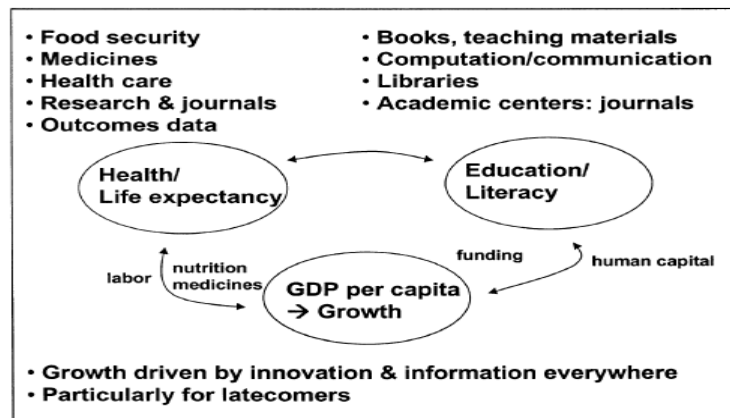 • Food security
• Medicines
• Health care
• Research & journals
• Outcomes data
• Books, teaching materials
• Computation/communication
• Libraries
• Academic centers: journals
Health/
Life expectancy
Education/
Literacy
labor
nutrition
medicines
funding
human capital
GDP per capita
→ Growth
• Growth driven by innovation & information everywhere
• Particularly for latecomers